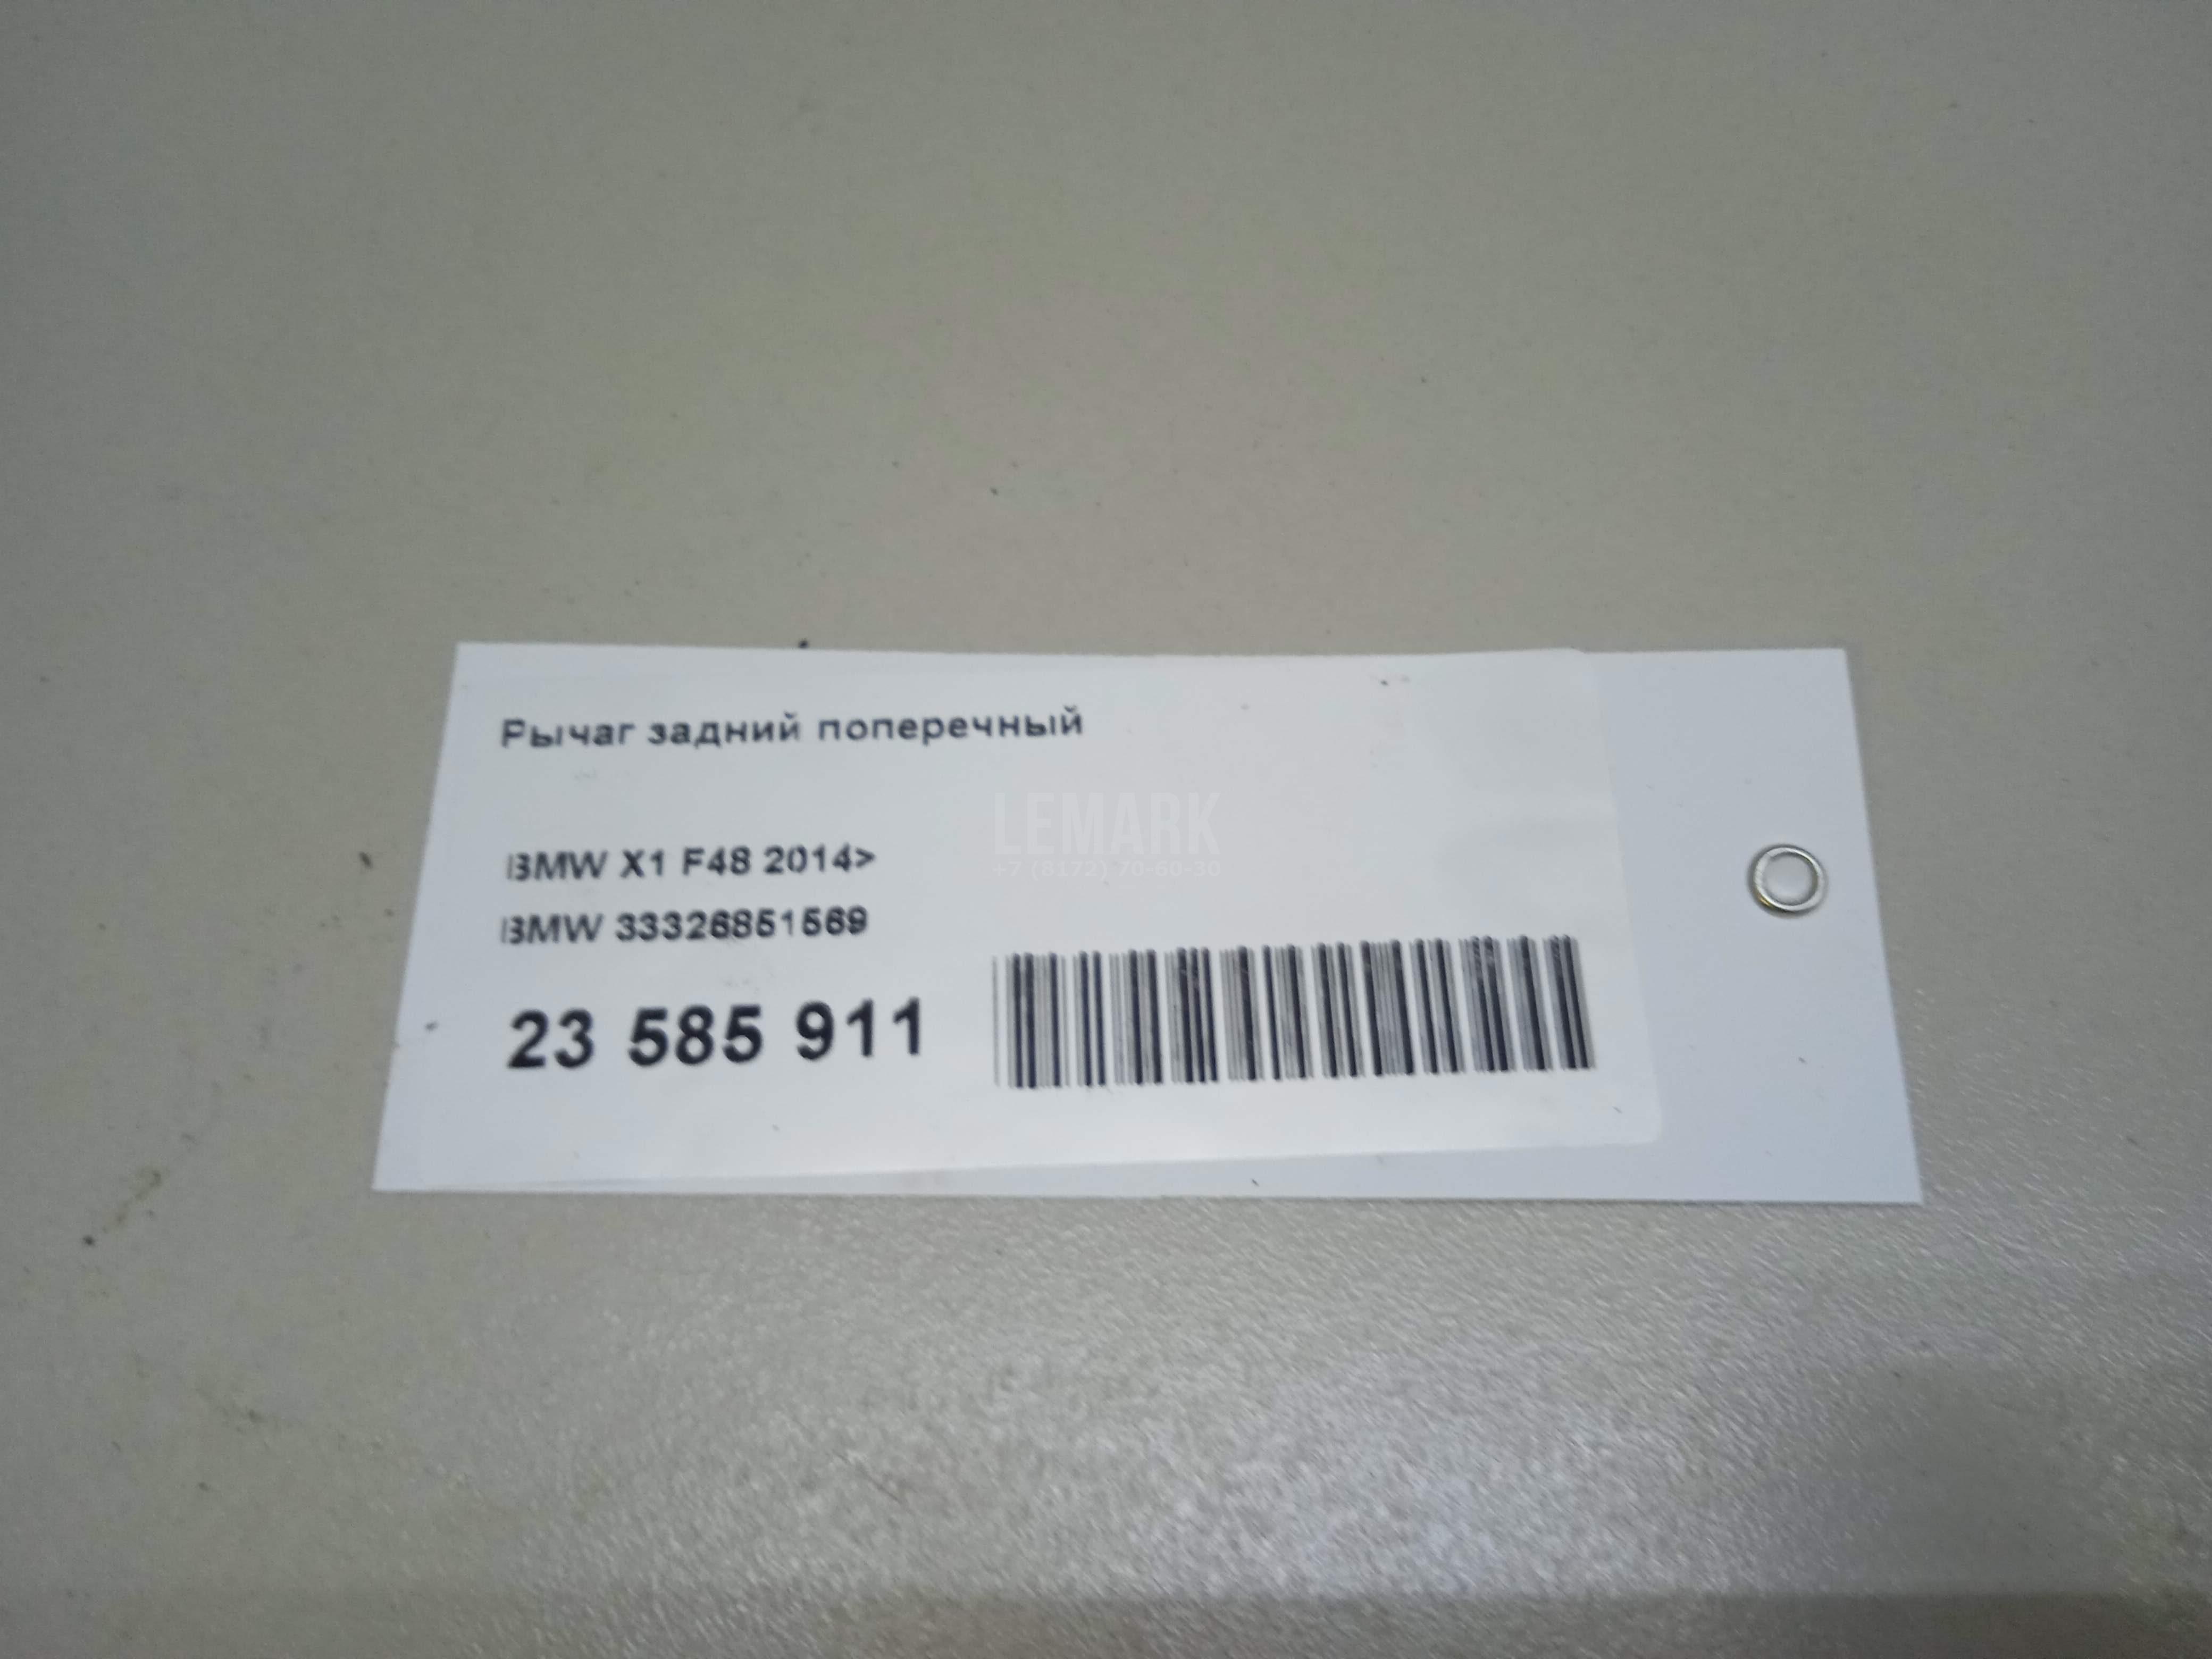 Рычаг задний поперечный
LEMARK
+7 (8172) 70-60-30
BMW X1 F48 2014>
BMW 33326851569
23 585 911